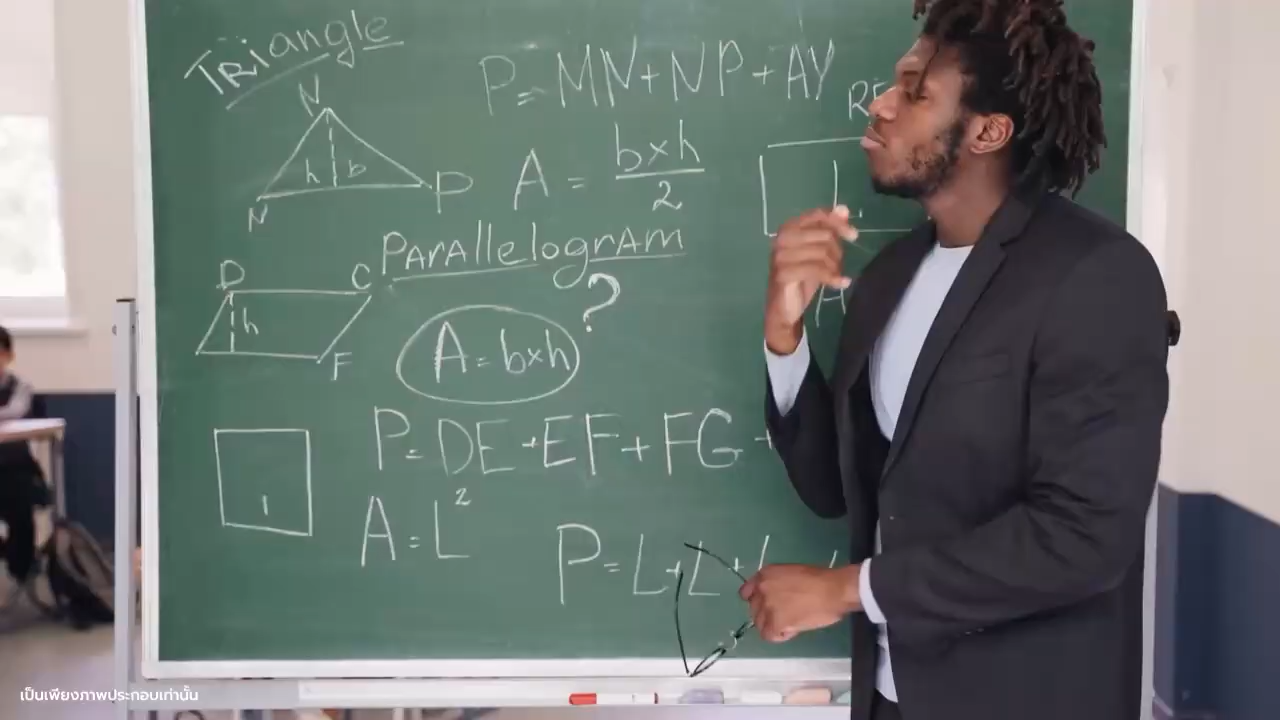 TRiangle
N
P=MN+NP+AY
h b
N
P
A = b×h
2
PARAllelogRAM
?
D
C
h
F
A=b×h
P=DE+EF+FG+
l
A=L²
P=L+L+L
เป็นเพียงภาพประกอบเท่านั้น